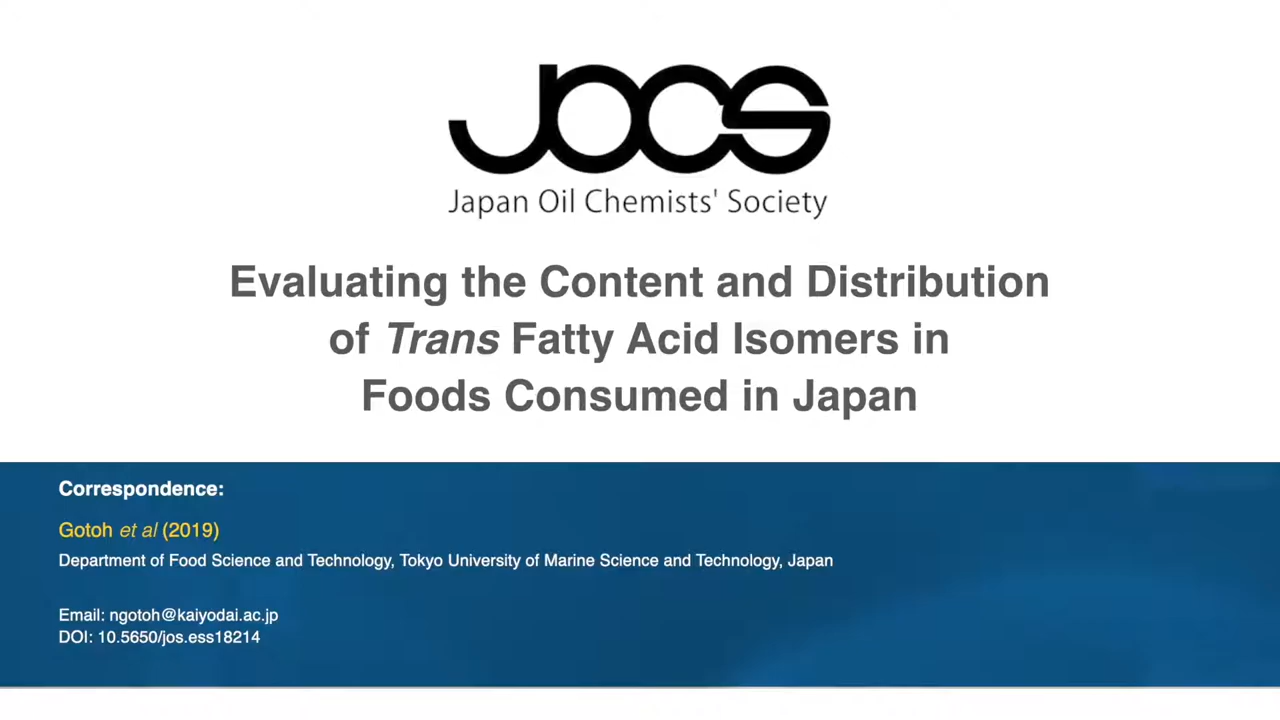 JOCS
Japan Oil Chemists' Society
Evaluating the Content and Distribution
of Trans Fatty Acid Isomers in
Foods Consumed in Japan
Correspondence:
Gotoh et al (2019)
Department of Food Science and Technology, Tokyo University of Marine Science and Technology, Japan
Email: ngotoh@kaiyodai.ac.jp
DOI: 10.5650/jos.ess18214